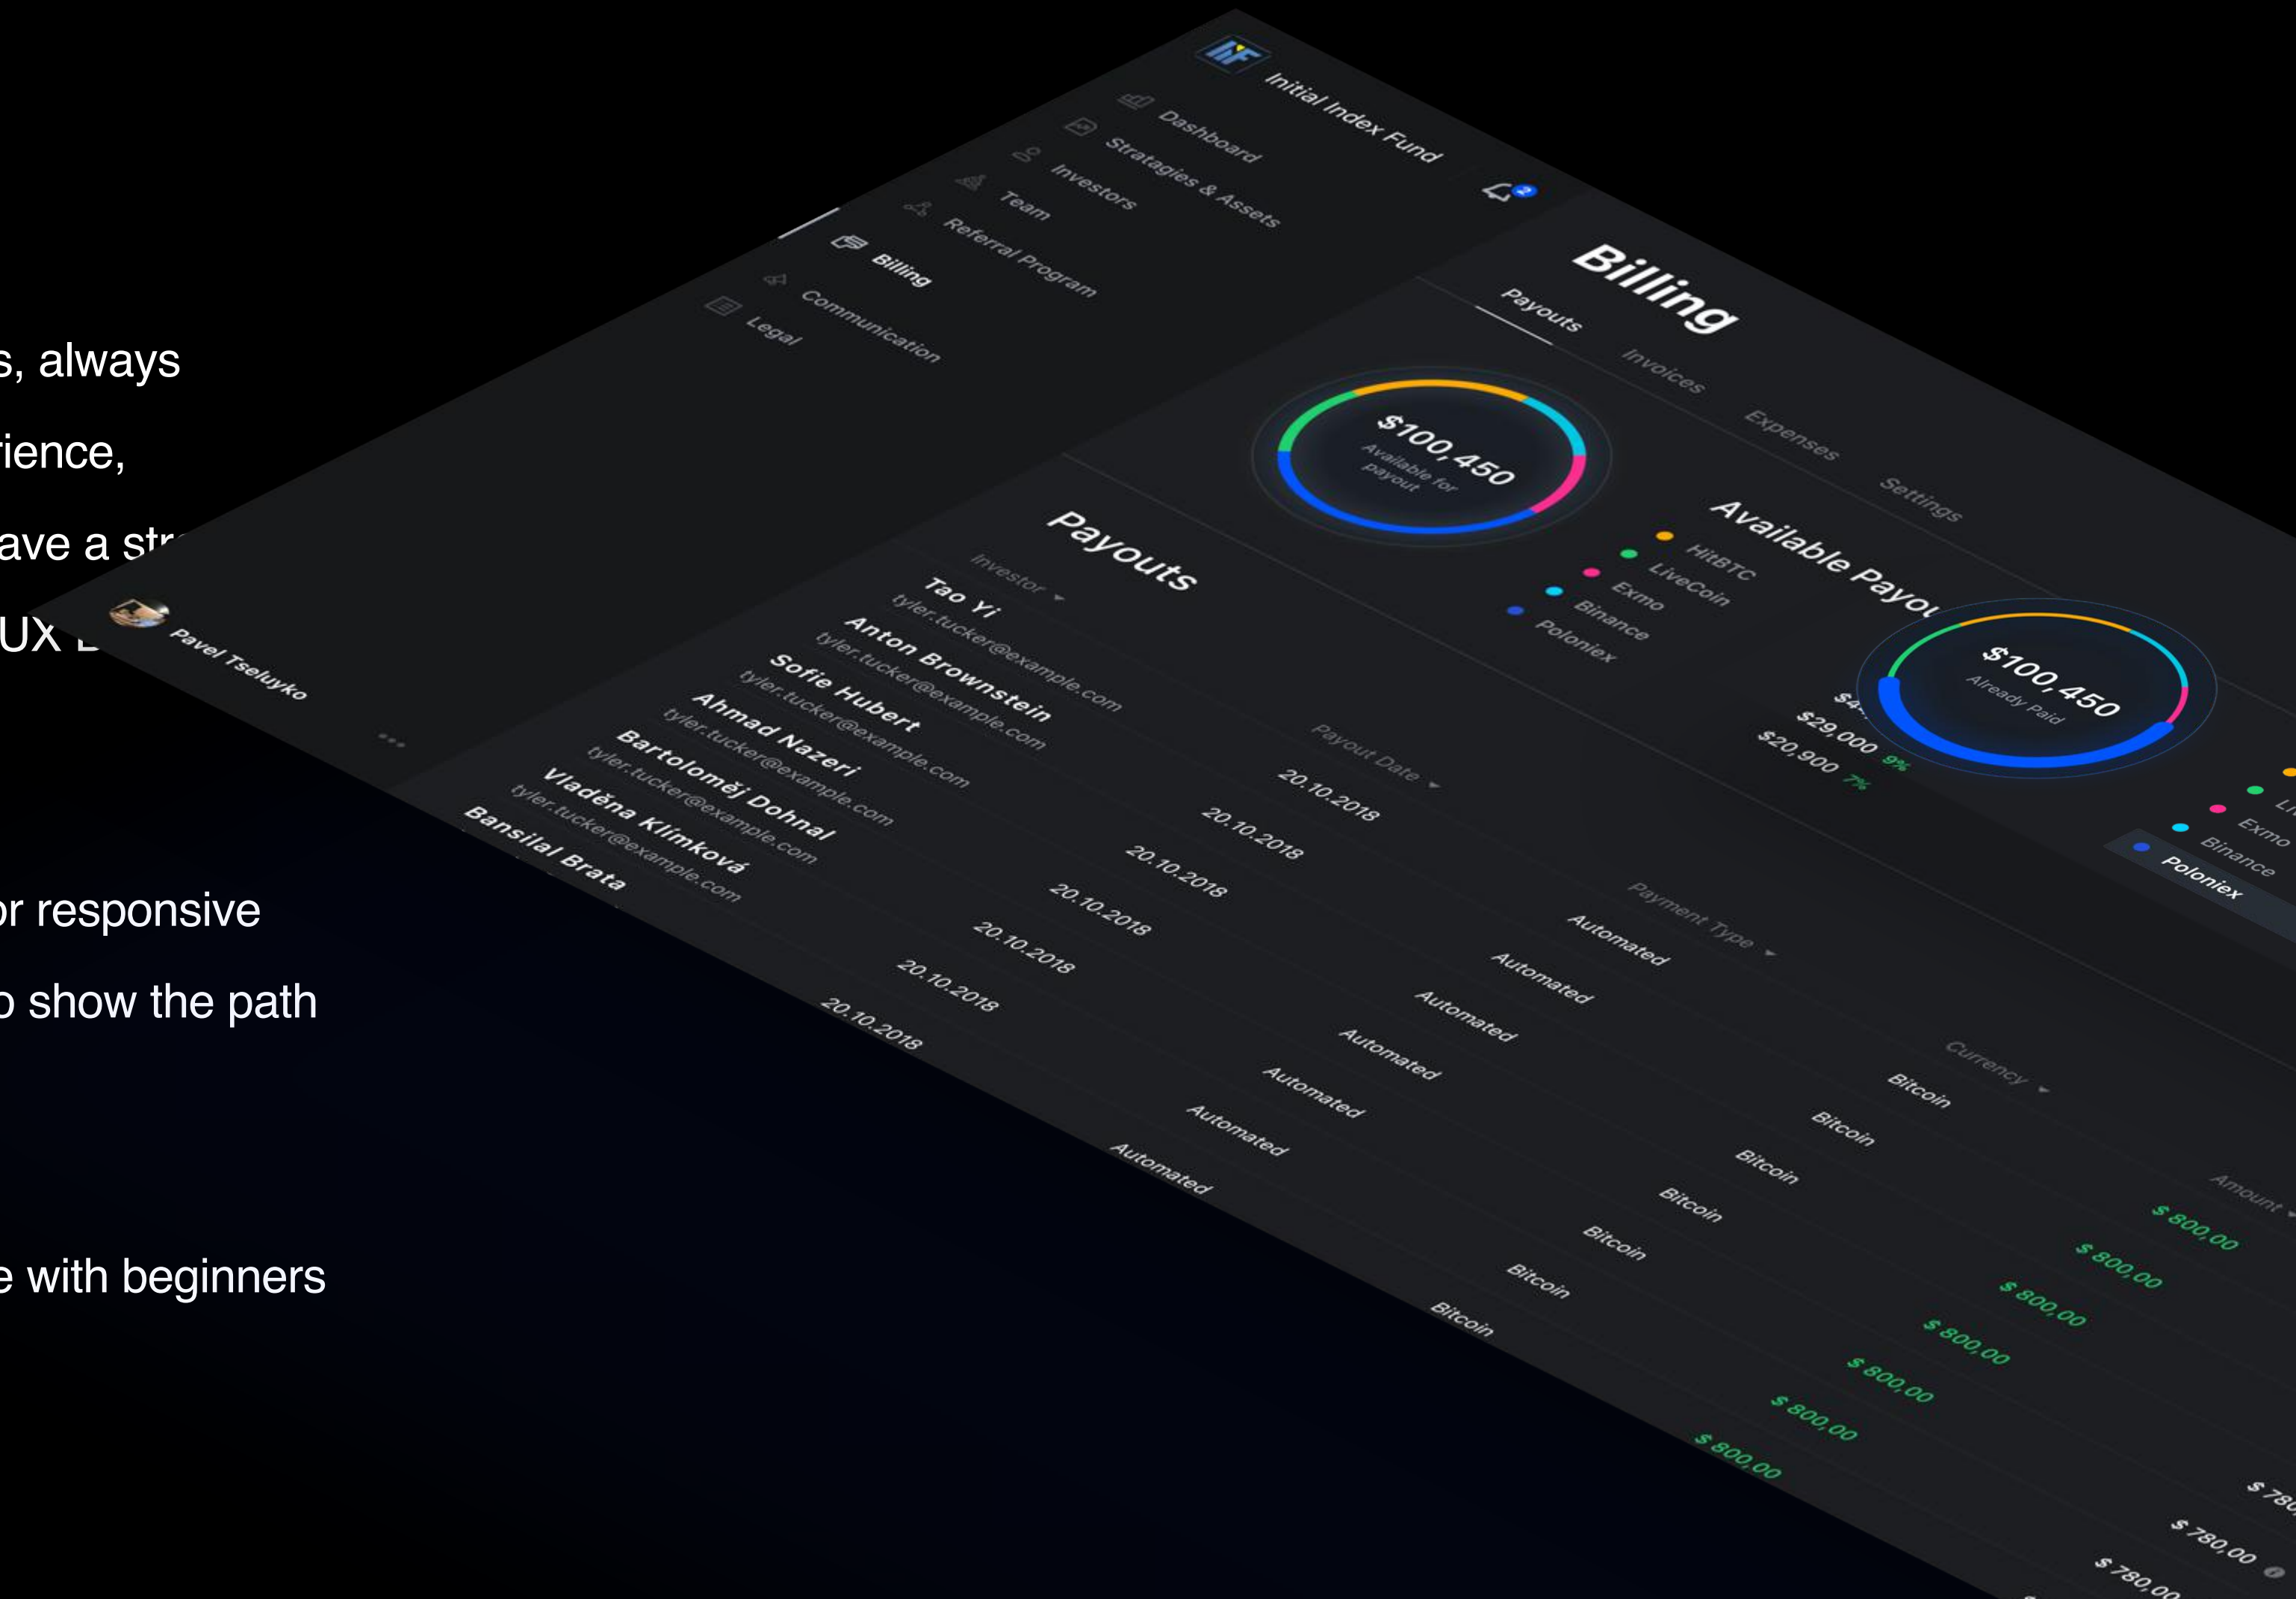 s, always
rience,
ave a str
UX
or responsive
o show the path
e with beginners
Initial Index Fund
2
Dashboard
Stratagies & Assets
Investors
Team
Referral Program
Billing
Communication
Legal
Pavel Tseluyko
Billing
Payouts Invoices Expenses Settings
$100,450
Available for
payout
Available Payou
HitBTC
LiveCoin
Exmo
Binance
Poloniex
$29,000 9%
$20,900 7%
$100,450
Already Paid
Exmo
Binance
Poloniex
Payouts
Investor Payout Date Payment Type Currency Amount
Tao Yi 20.10.2018 Automated Bitcoin $ 800,00
tyler.tucker@example.com
Anton Brownstein 20.10.2018 Automated Bitcoin $ 800,00
tyler.tucker@example.com
Sofie Hubert 20.10.2018 Automated Bitcoin $ 800,00
tyler.tucker@example.com
Ahmad Nazeri 20.10.2018 Automated Bitcoin $ 800,00
tyler.tucker@example.com
Bartoloměj Dohnal 20.10.2018 Automated Bitcoin $ 800,00
tyler.tucker@example.com
Vladěna Klímková 20.10.2018 Automated Bitcoin $ 800,00
tyler.tucker@example.com
Bansilal Brata 20.10.2018 Automated Bitcoin $ 800,00
$ 780,
$ 780,00
$ 780,00